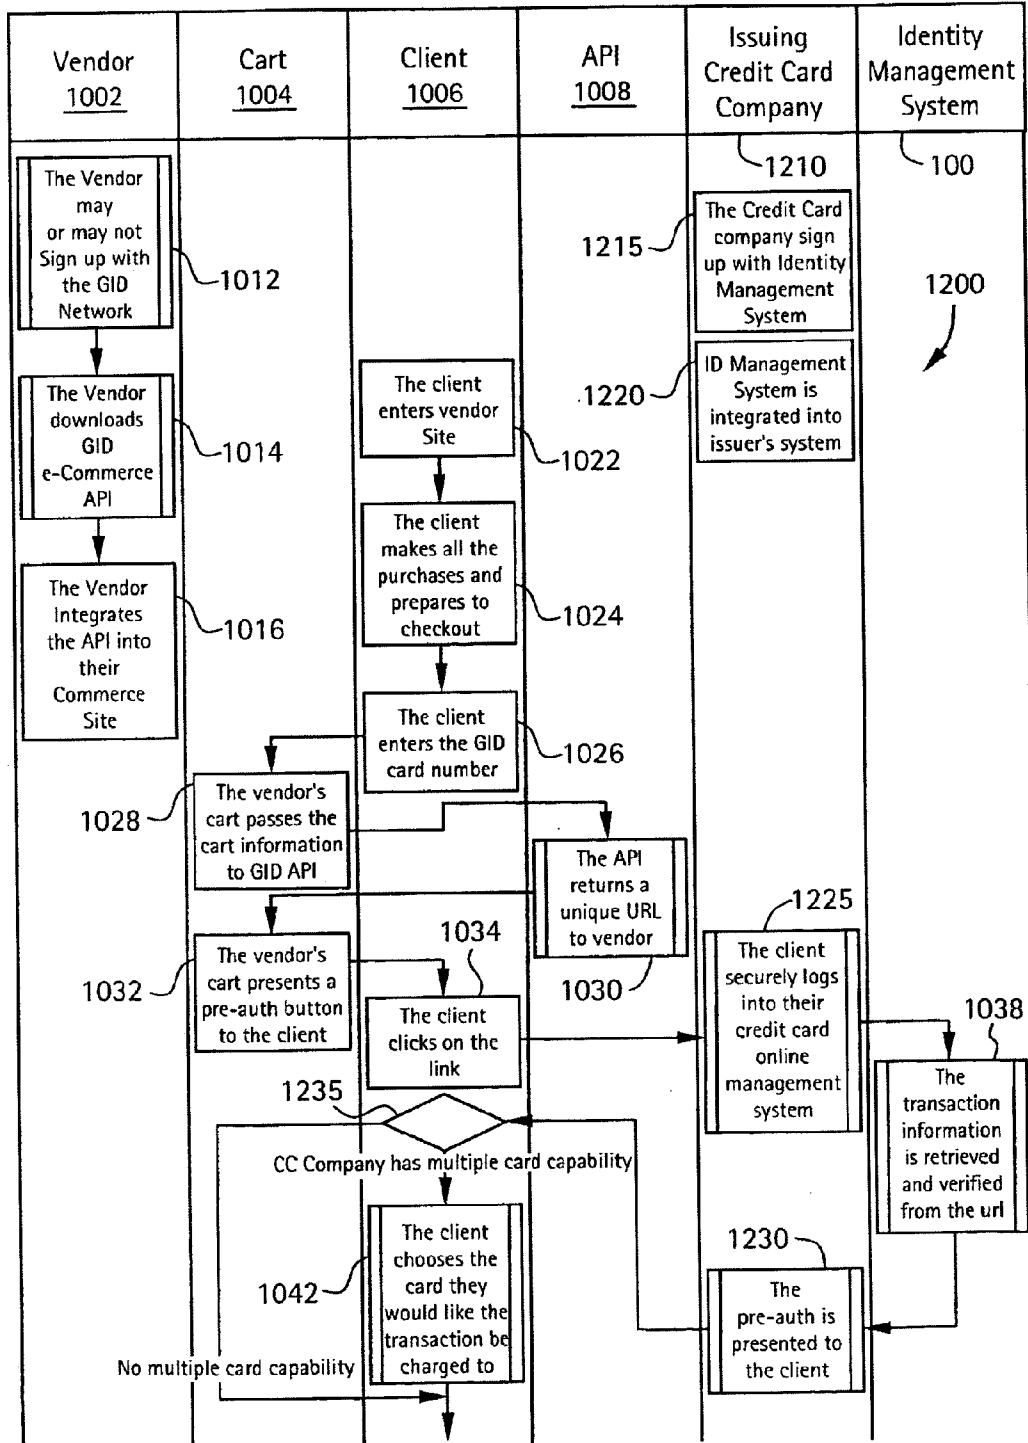 Vendor
1002
Cart
1004
Client
1006
API
1008
Issuing
Credit Card
Company
1210
Identity
Management
System
100
The Vendor
may
or may not
Sign up with
the GID
Network
1012
The Vendor
downloads
GID
e-Commerce
API
1014
The Vendor
Integrates
the API into
their
Commerce
Site
1016
The client
enters vendor
Site
1022
The client
makes all the
purchases and
prepares to
checkout
1024
The client
enters the GID
card number
1026
1215
The Credit Card
company sign
up with Identity
Management
System
1220
ID Management
System is
integrated into
issuer's system
1200
1028
The vendor's
cart passes the
cart information
to GID API
The API
returns a
unique URL
to vendor
1030
1032
The vendor's
cart presents a
pre-auth button
to the client
1034
The client
clicks on the
link
1225
The client
securely logs
into their
credit card
online
management
system
1038
The
transaction
information
is retrieved
and verified
from the url
1230
The
pre-auth is
presented to
the client
1235
CC Company has multiple card capability
1042
The client
chooses the
card they
would like the
transaction be
charged to
No multiple card capability